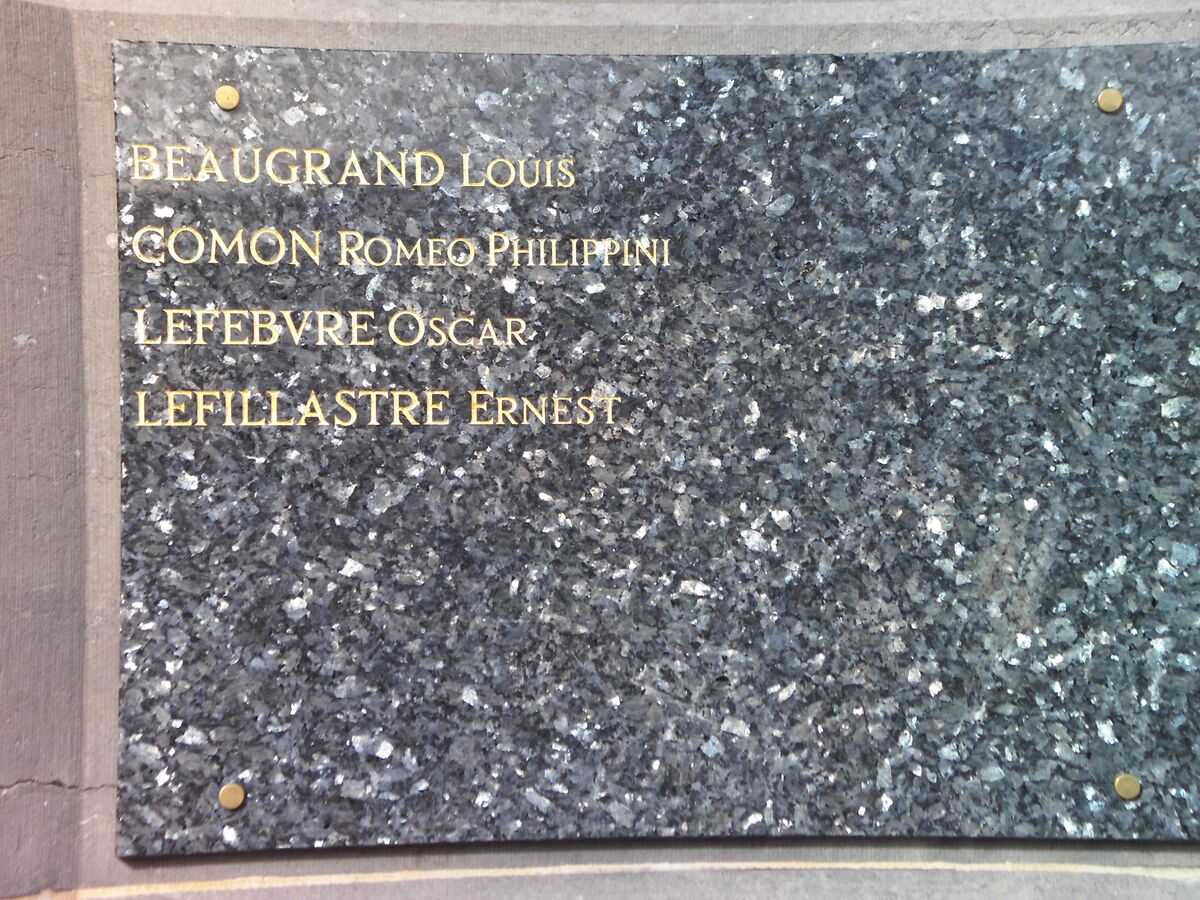 BEAUGRAND LOUIS
COMON ROMEO PHILIPPINI
LEFEBVRE OSCAR
LEFILLASTRE ERNEST